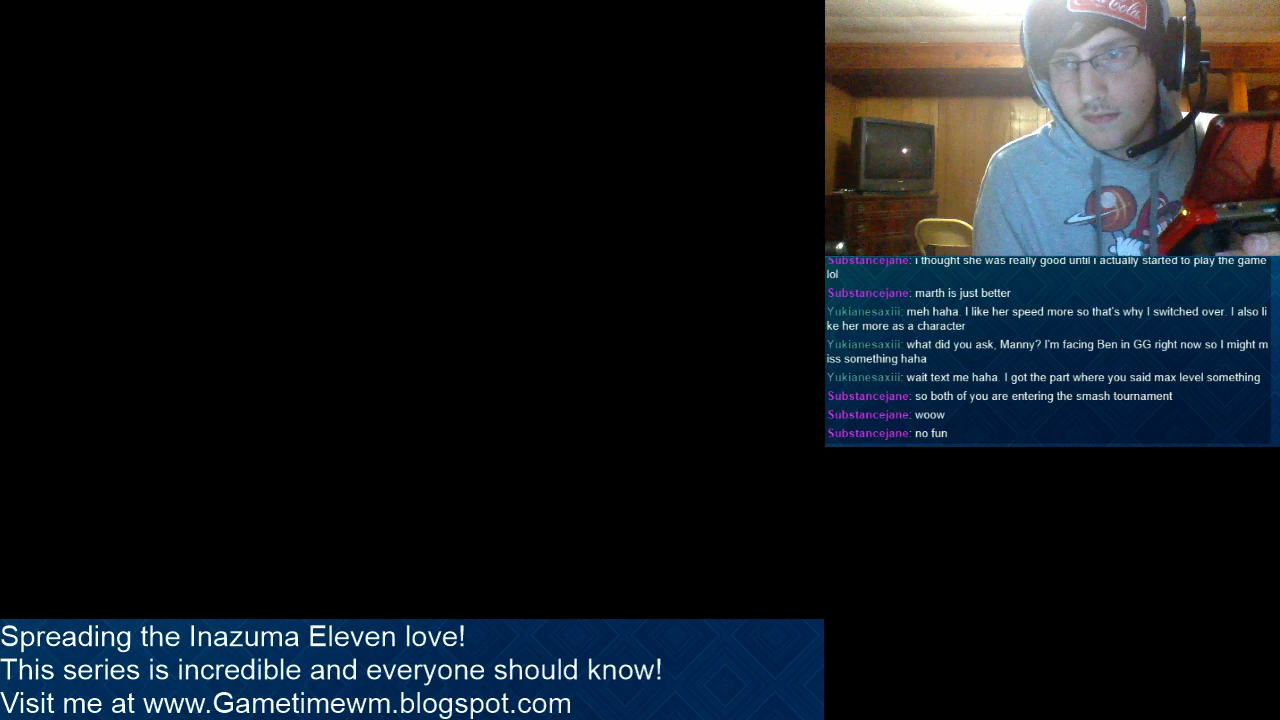 Coca-Cola
Substancejane: i thought she was really good until i actually started to play the game
lol
Substancejane: marth is just better
Yukianesaxiii: meh haha. I like her speed more so that's why I switched over. I also li
ke her more as a character
Yukianesaxiii: what did you ask, Manny? I'm facing Ben in GG right now so I might m
iss something haha
Yukianesaxiii: wait text me haha. I got the part where you said max level something
Substancejane: so both of you are entering the smash tournament
Substancejane: woow
Substancejane: no fun
Spreading the Inazuma Eleven love!
This series is incredible and everyone should know!
Visit me at www.Gametimewm.blogspot.com